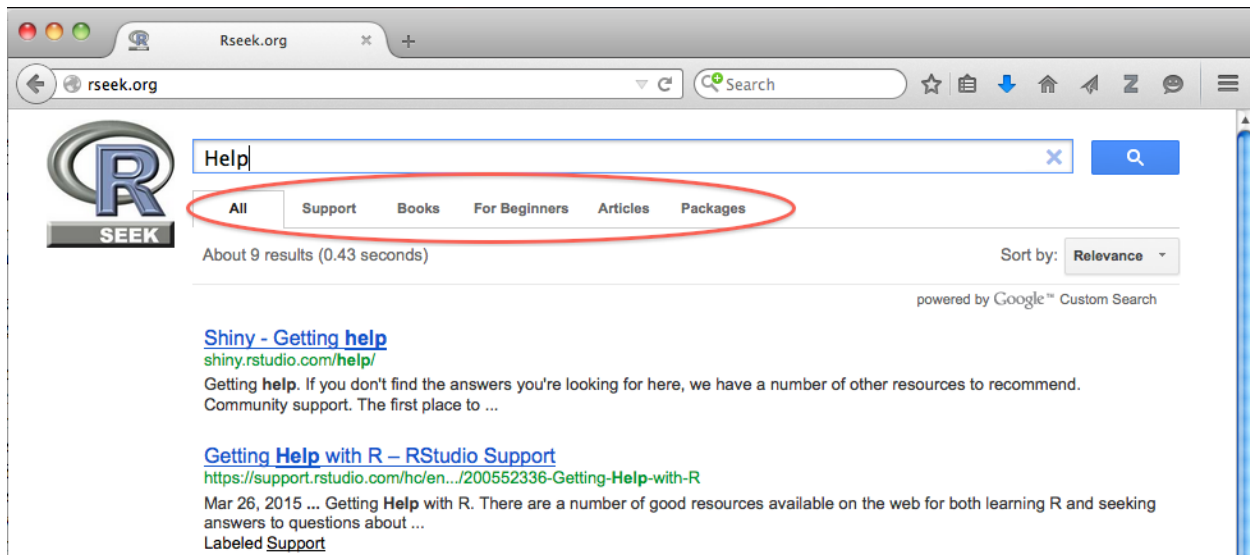 Rseek.org
rseek.org
Search
Z
R
SEEK
Help
All Support Books For Beginners Articles Packages
About 9 results (0.43 seconds)
Sort by: Relevance
powered by Google™ Custom Search
Shiny - Getting help
shiny.rstudio.com/help/
Getting help. If you don't find the answers you're looking for here, we have a number of other resources to recommend.
Community support. The first place to ...
Getting Help with R – RStudio Support
https://support.rstudio.com/hc/en.../200552336-Getting-Help-with-R
Mar 26, 2015 ... Getting Help with R. There are a number of good resources available on the web for both learning R and seeking
answers to questions about ...
Labeled Support